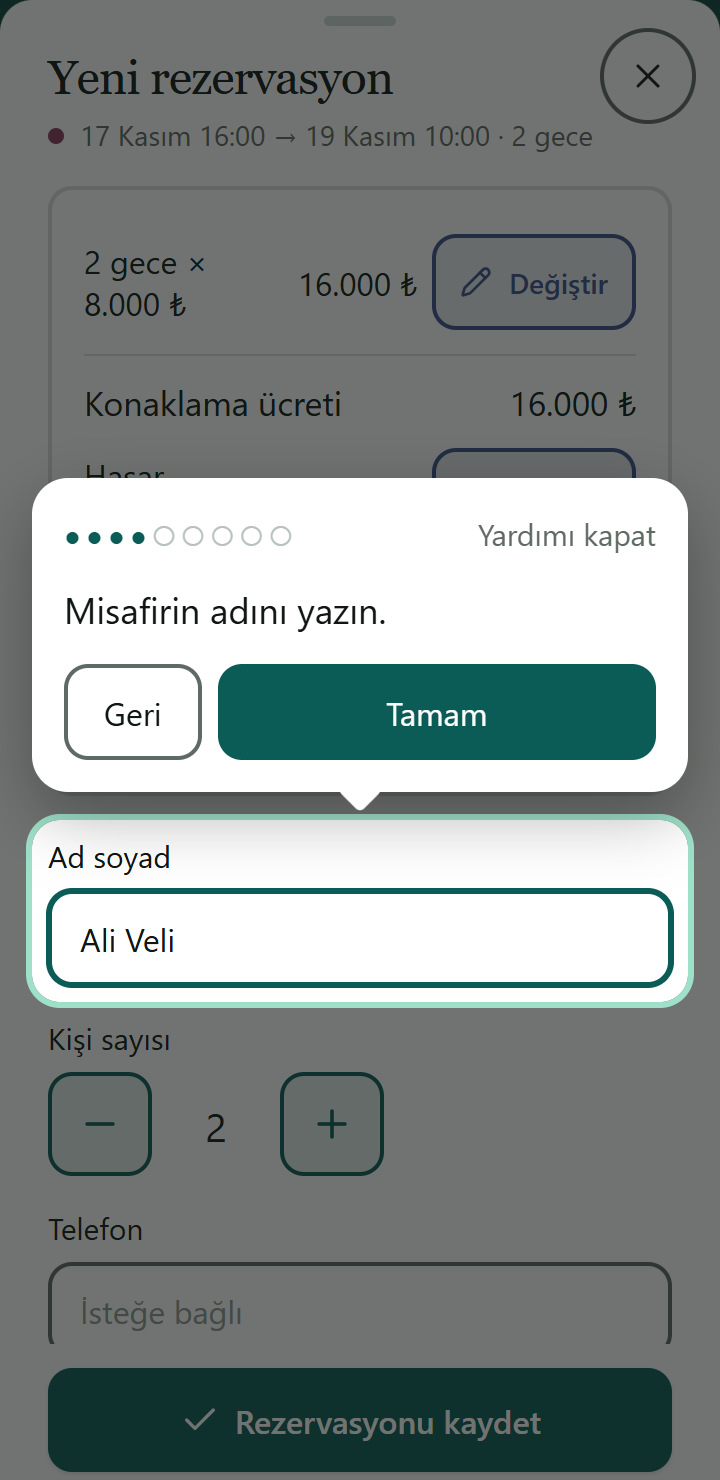 Yeni rezervasyon
17 Kasım 16:00 → 19 Kasım 10:00 · 2 gece
2 gece ×
8.000 ₺
16.000 ₺
Değiştir
Konaklama ücreti
16.000 ₺
Hasar
Yardımı kapat
Misafirin adını yazın.
Geri
Tamam
Ad soyad
Ali Veli
Kişi sayısı
2
Telefon
İsteğe bağlı
Rezervasyonu kaydet